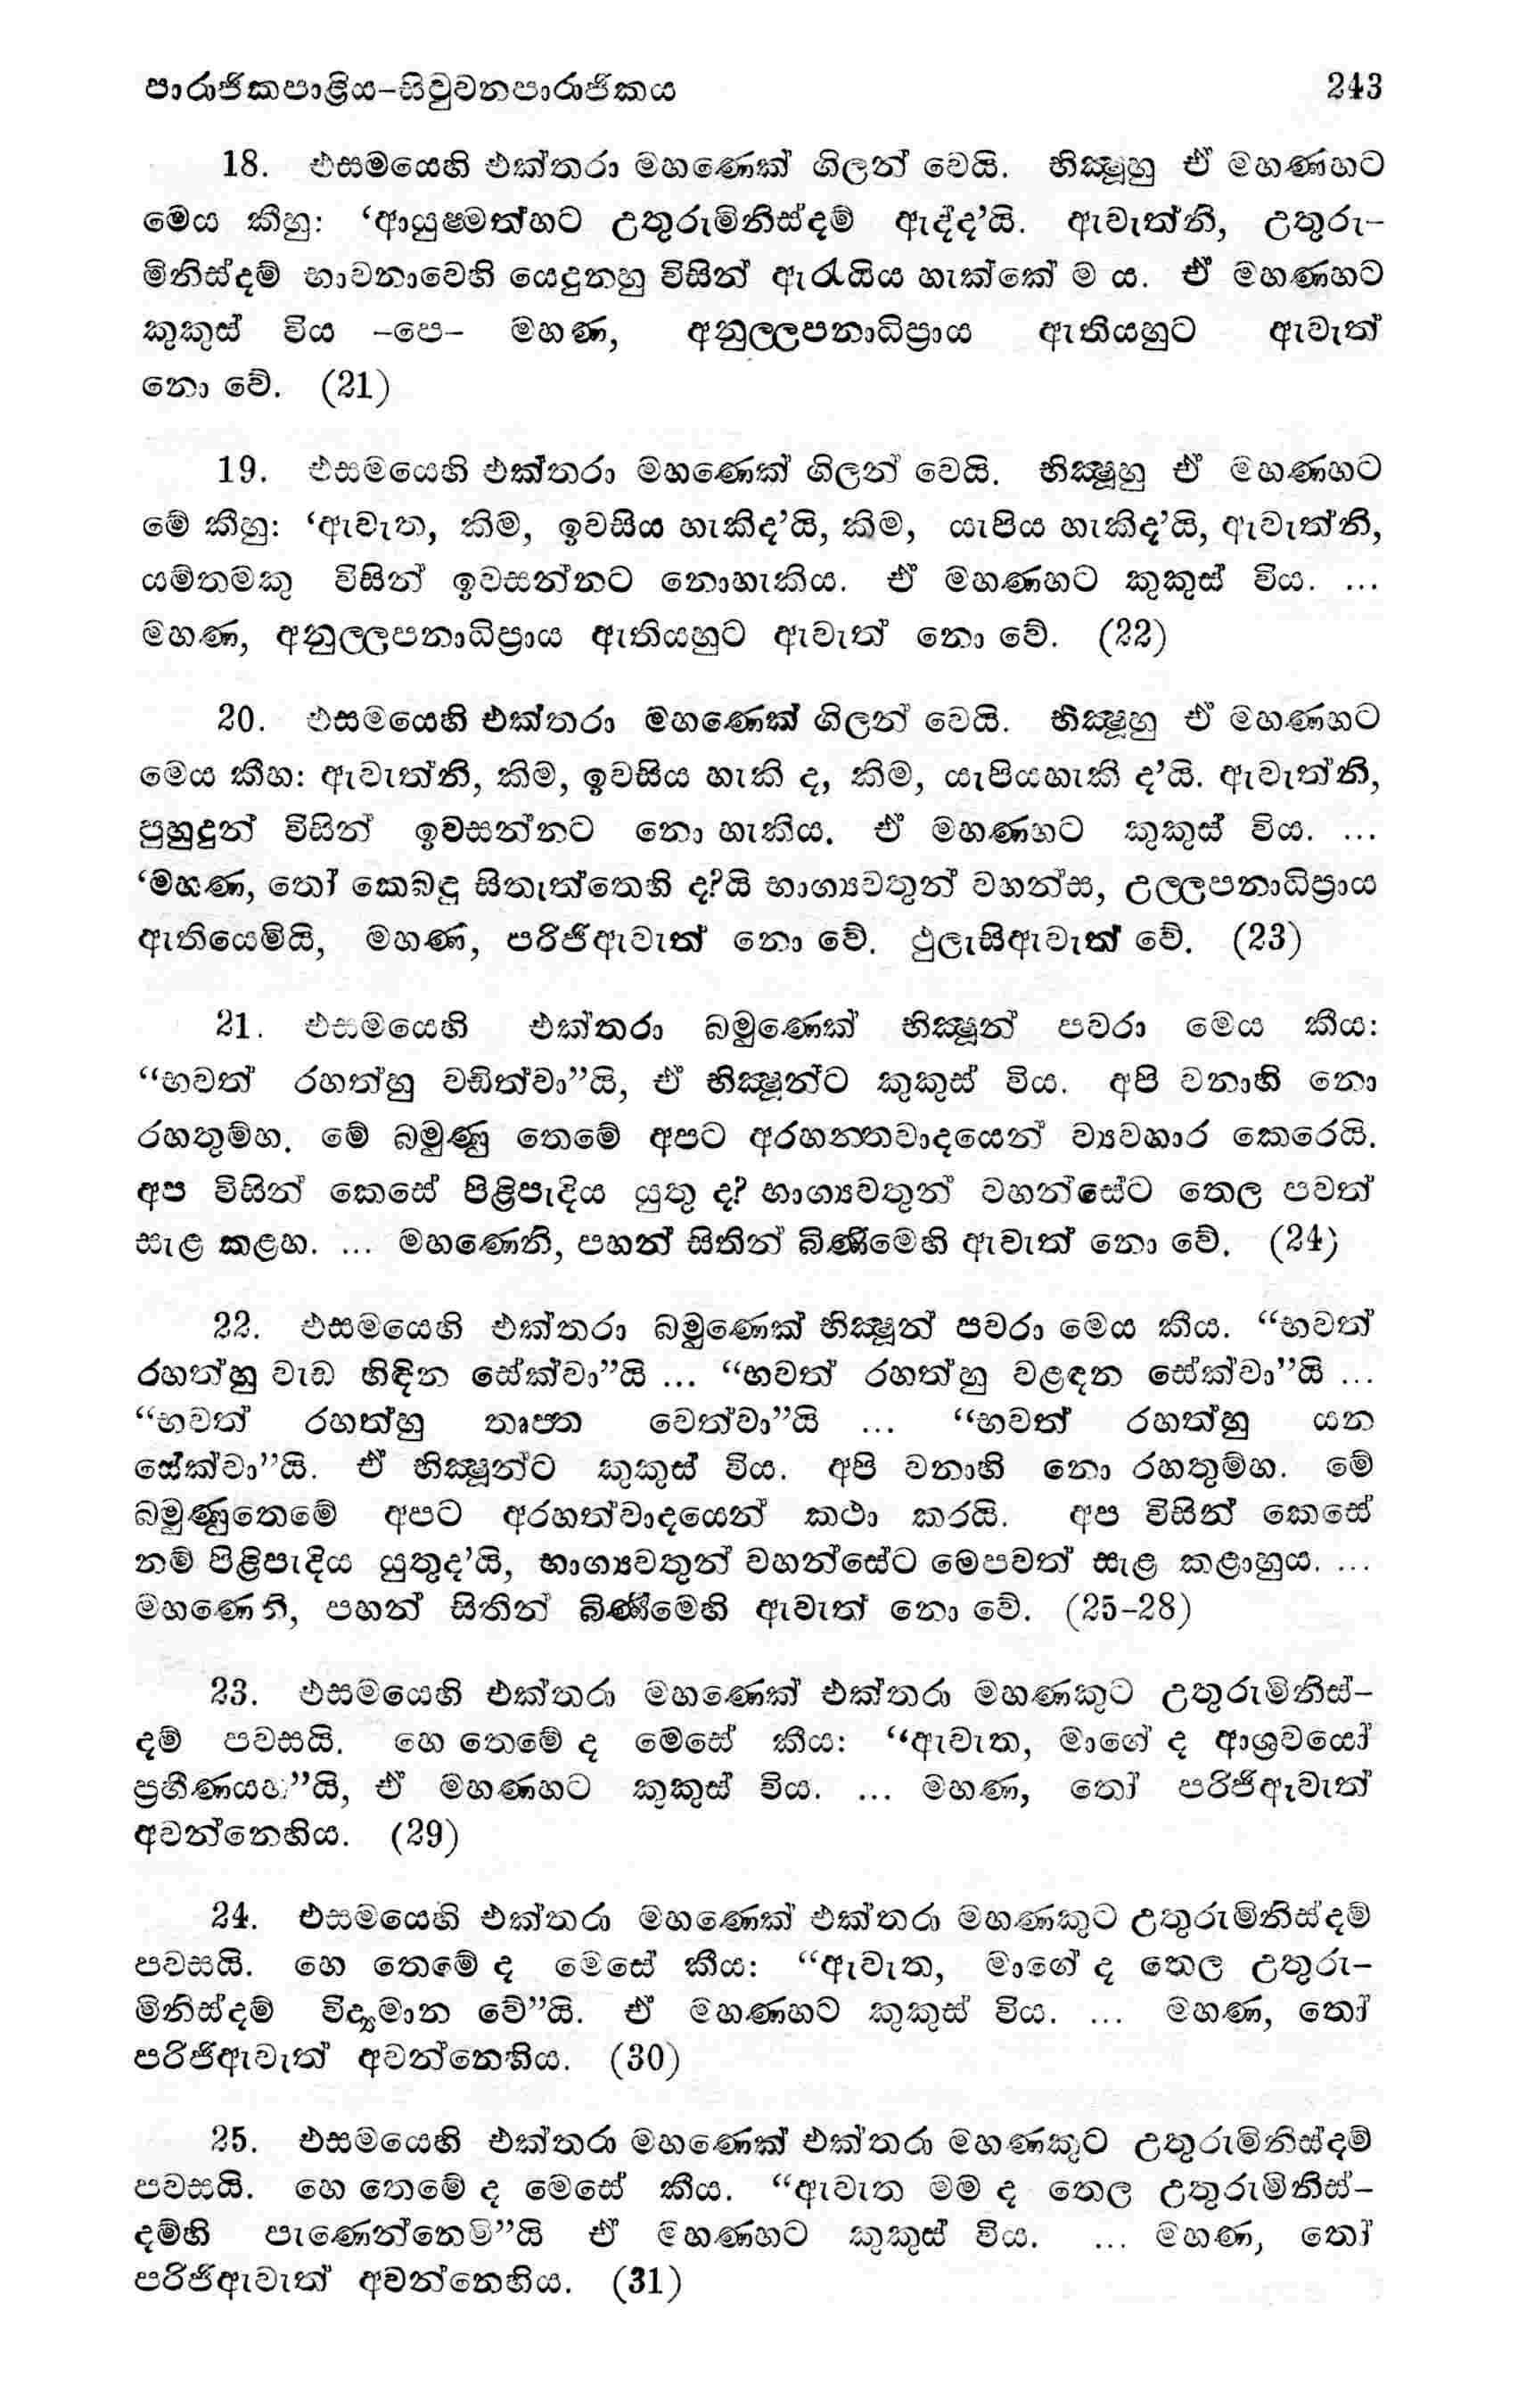 පාරාජිකපාළිය-සිවුවනපාරාජිකය 243
18. එසමයෙහි එක්තරා මහණෙක් ගිලන් වෙයි. භික්‍ෂූහු ඒ මහණහට
මෙය කීහු: ‘ආයුෂ්මත්හට උතුරුමිනිස්දම් ඇද්ද’යි. ඇවැත්නි, උතුරු-
මිනිස්දම් භාවනාවෙහි යෙදුනහු විසින් ඇරැයිය හැක්කේ ම ය. ඒ මහණහට
කුකුස් විය -පෙ- මහණ, අනුල්ලපනාධිප්‍රාය ඇතියහුට ඇවැත්
නො වේ. (21)
19. එසමයෙහි එක්තරා මහණෙක් ගිලන් වෙයි. භික්‍ෂූහු ඒ මහණහට
මේ කීහු: ‘ඇවැත, කිම, ඉවසිය හැකිද’යි, කිම, යැපිය හැකිද’යි, ඇවැත්නි,
යම්තමකු විසින් ඉවසන්නට නොහැකිය. ඒ මහණහට කුකුස් විය. ...
මහණ, අනුල්ලපනාධිප්‍රාය ඇතියහුට ඇවැත් නො වේ. (22)
20. එසමයෙහි එක්තරා මහණෙක් ගිලන් වෙයි. භික්‍ෂූහු ඒ මහණහට
මෙය කීහ: ඇවැත්නි, කිම, ඉවසිය හැකි ද, කිම, යැපියහැකි ද’යි. ඇවැත්නි,
පුහුදුන් විසින් ඉවසන්නට නො හැකිය. ඒ මහණහට කුකුස් විය. ...
‘මහණ, තෝ කෙබඳු සිතැත්තෙහි ද?යි භාග්‍යවතුන් වහන්ස, උල්ලපනාධිප්‍රාය
ඇතියෙමියි, මහණ, පරිජිඇවැත් නො වේ. ථුලැසිඇවැත් වේ. (23)
21. එසමයෙහි එක්තරා බමුණෙක් භික්‍ෂූන් පවරා මෙය කීය:
“භවත් රහත්හු වඩිත්වා”යි, ඒ භික්‍ෂූන්ට කුකුස් විය. අපි වනාහි නො
රහතුම්හ. මේ බමුණු තෙමේ අපට අරහන්තවාදයෙන් ව්‍යවහාර කෙරෙයි.
අප විසින් කෙසේ පිළිපැදිය යුතු ද? භාග්‍යවතුන් වහන්සේට තෙල පවත්
සැළ කළහ. ... මහණෙනි, පහන් සිතින් බිණීමෙහි ඇවැත් නො වේ. (24)
22. එසමයෙහි එක්තරා බමුණෙක් භික්‍ෂූන් පවරා මෙය කීය. “භවත්
රහත්හු වැඩ හිඳින සේක්වා”යි ... “භවත් රහත්හු වළඳන සේක්වා”යි ...
“භවත් රහත්හු තෘප්ත වෙත්වා”යි ... “භවත් රහත්හු යන
සේක්වා”යි. ඒ භික්‍ෂූන්ට කුකුස් විය. අපි වනාහි නො රහතුම්හ. මේ
බමුණුතෙමේ අපට අරහත්වාදයෙන් කථා කරයි. අප විසින් කෙසේ
නම් පිළිපැදිය යුතුද’යි, භාග්‍යවතුන් වහන්සේට මෙපවත් සැළ කළාහුය. ...
මහණෙනි, පහන් සිතින් බිණීමෙහි ඇවැත් නො වේ. (25-28)
23. එසමයෙහි එක්තරා මහණෙක් එක්තරා මහණකුට උතුරුමිනිස්-
දම් පවසයි. හෙ තෙමේ ද මෙසේ කීය: “ඇවැත, මාගේ ද ආශ්‍රවයෝ
ප්‍රහීණයහ”යි, ඒ මහණහට කුකුස් විය. ... මහණ, තෝ පරිජිඇවැත්
අවන්නෙහිය. (29)
24. එසමයෙහි එක්තරා මහණෙක් එක්තරා මහණකුට උතුරුමිනිස්දම්
පවසයි. හෙ තෙමේ ද මෙසේ කීය: “ඇවැත, මාගේ ද තෙල උතුරු-
මිනිස්දම් විද්‍යමාන වේ”යි. ඒ මහණහට කුකුස් විය. ... මහණ, තෝ
පරිජිඇවැත් අවන්නෙහිය. (30)
25. එසමයෙහි එක්තරා මහණෙක් එක්තරා මහණකුට උතුරුමිනිස්දම්
පවසයි. හෙ තෙමේ ද මෙසේ කීය. “ඇවැත මම ද තෙල උතුරුමිනිස්-
දම්හි පැණෙන්නෙමි”යි ඒ මහණහට කුකුස් විය. ... මහණ, තෝ
පරිජිඇවැත් අවන්නෙහිය. (31)